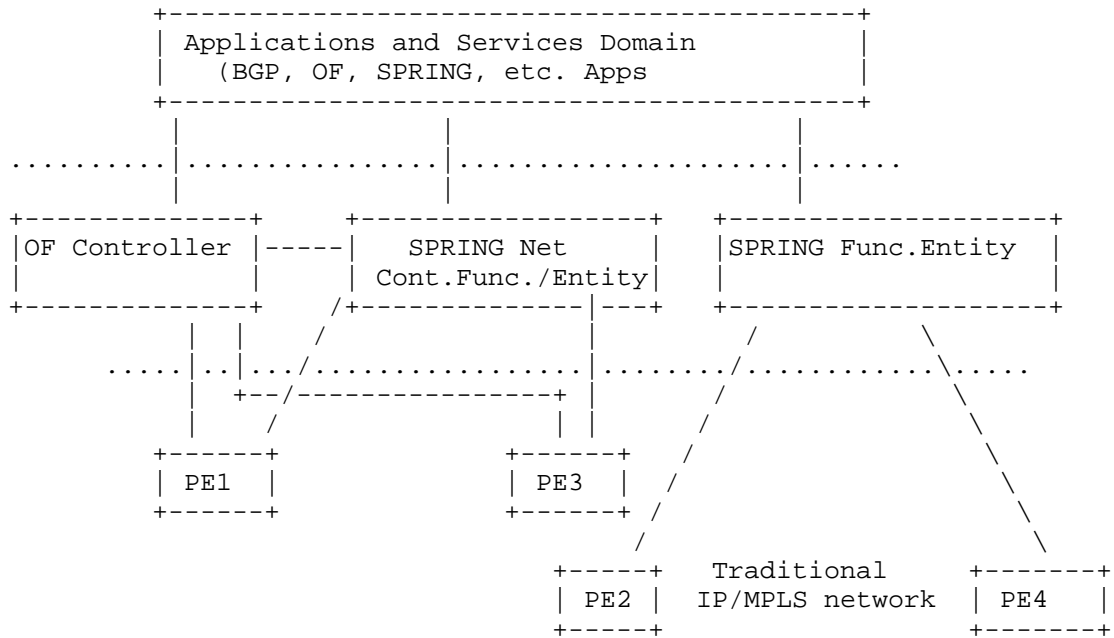 Applications and Services Domain
(BGP, OF, SPRING, etc. Apps
OF Controller
SPRING Net
Cont.Func./Entity
SPRING Func.Entity
PE1
PE3
PE2
Traditional
IP/MPLS network
PE4